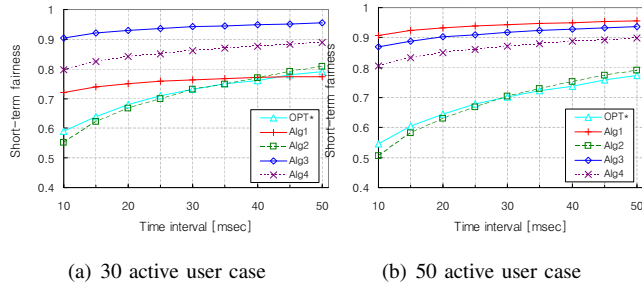 Short-term fairness
1
0.9
0.8
0.7
0.6
0.5
0.4
10
20
30
40
50
Time interval [msec]
OPT*
Alg1
Alg2
Alg3
Alg4
(a) 30 active user case
Short-term fairness
1
0.9
0.8
0.7
0.6
0.5
0.4
10
20
30
40
50
Time interval [msec]
OPT*
Alg1
Alg2
Alg3
Alg4
(b) 50 active user case